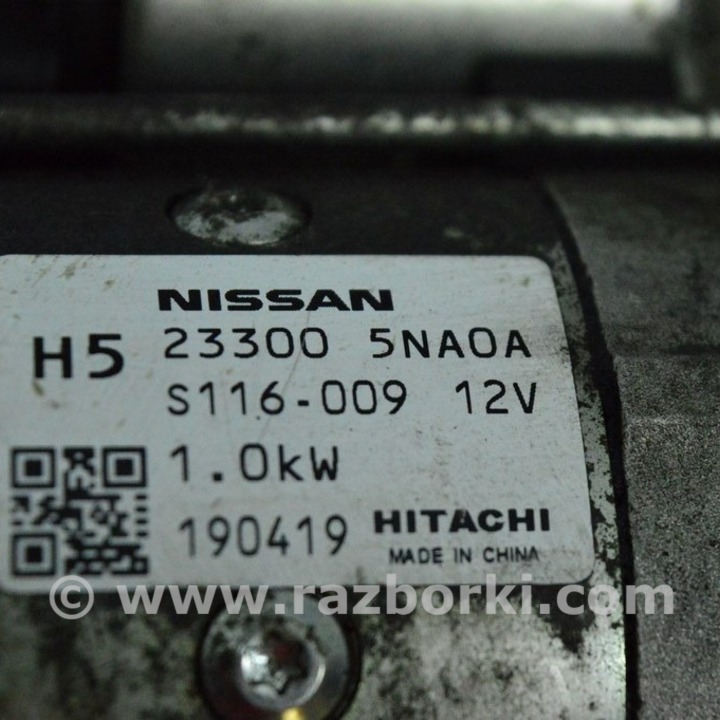 NISSAN
H5 23300 5NA0A
S116-009 12V
1.0kW
190419 HITACHI
MADE IN CHINA
© www.razborki.com